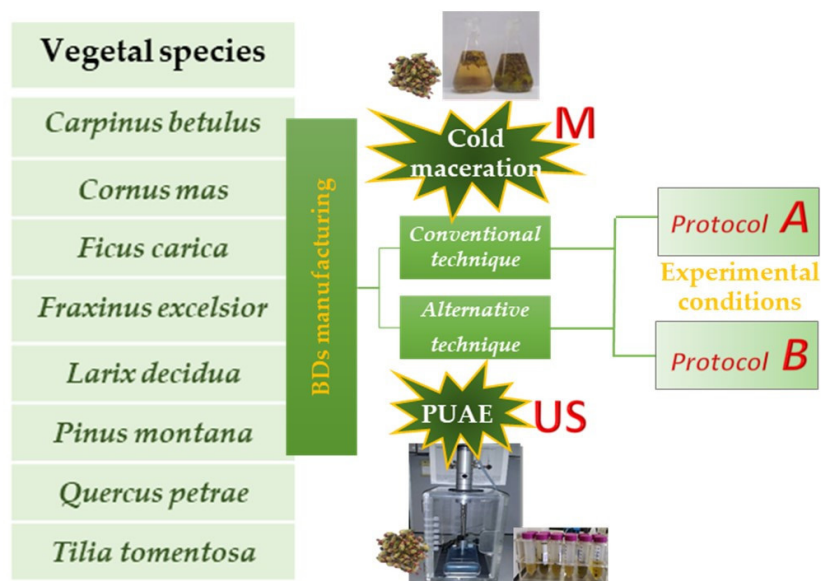 Vegetal species
Carpinus betulus
Cornus mas
Ficus carica
Fraxinus excelsior
Larix decidua
Pinus montana
Quercus petrae
Tilia tomentosa
BDs manufacturing
Cold
maceration
M
Conventional
technique
Alternative
technique
PUAE
US
Protocol A
Experimental
conditions
Protocol B